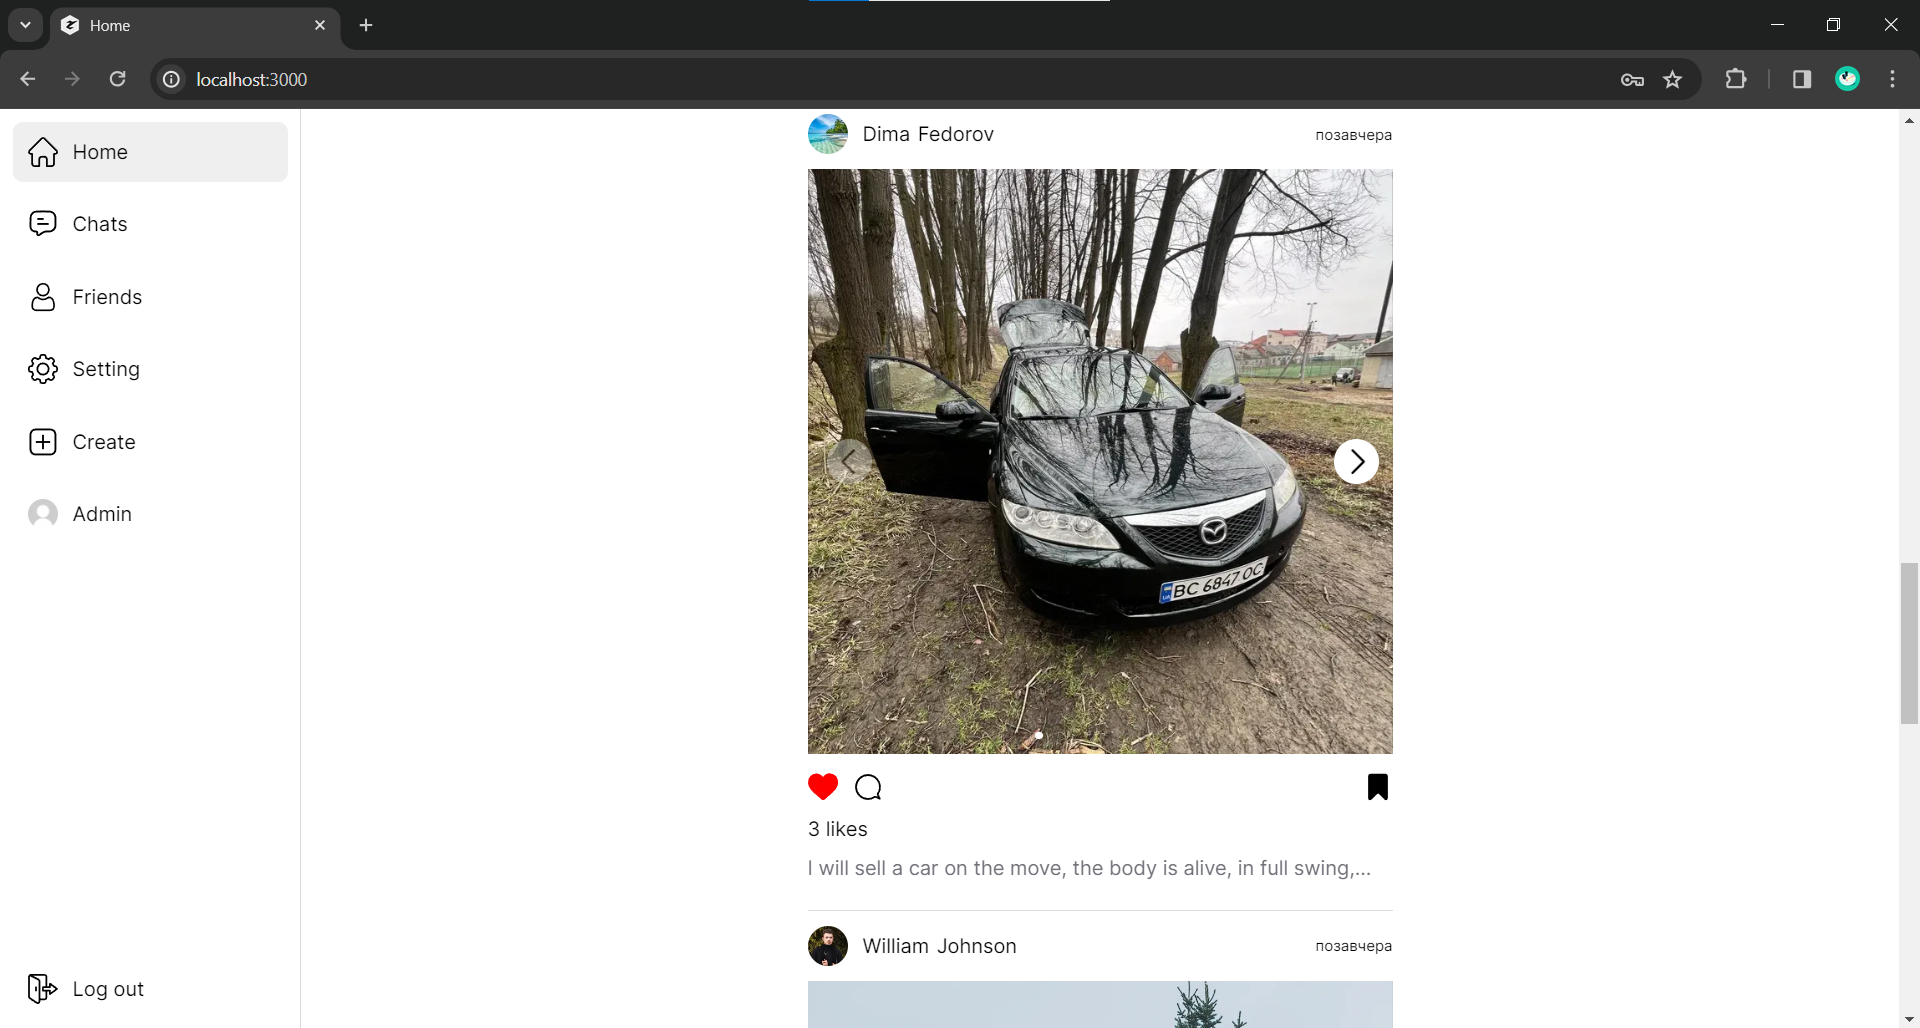 Home
localhost:3000
Home
Chats
Friends
Setting
Create
Admin
Log out
Dima Fedorov
позавчера
BC 6847 OC
UA
3 likes
I will sell a car on the move, the body is alive, in full swing,...
William Johnson
позавчера